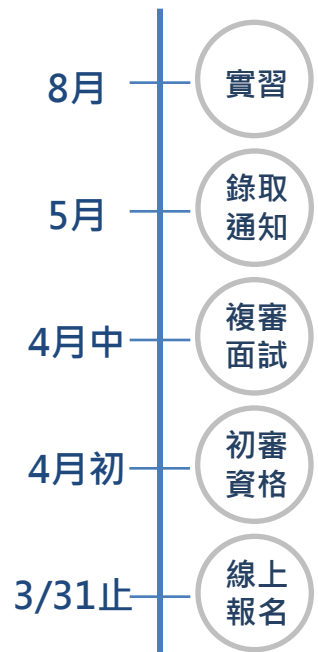 8月
實習
5月
錄取
通知
4月中
複審
面試
4月初
初審
資格
3/31止
線上
報名